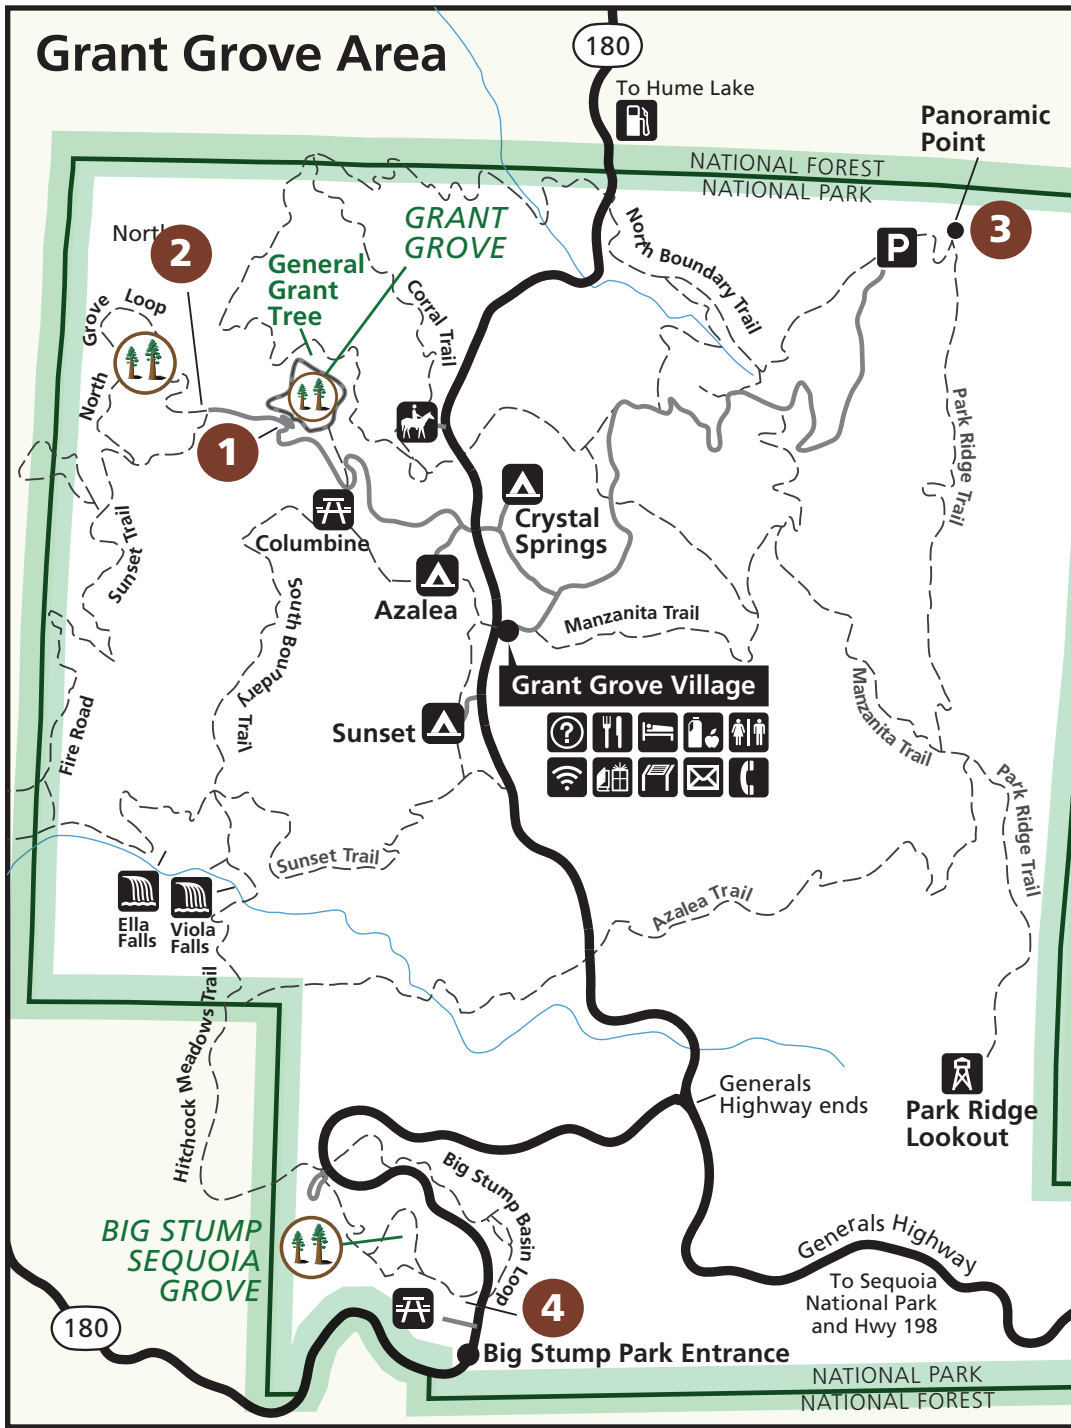 Grant Grove Area
180
To Hume Lake
Panoramic
Point
NATIONAL FOREST
NATIONAL PARK
3
P
North
2
GRANT
GROVE
General
Grant
Tree
North Boundary Trail
Corral Trail
Grove
Loop
North
1
Park Ridge Trail
Crystal
Springs
Columbine
Sunset Trail
Azalea
South Boundary
Trail
Manzanita Trail
Grant Grove Village
?
Sunset
Fire Road
Manzanita Trail
Park Ridge Trail
Sunset Trail
Azalea Trail
Ella
Falls
Viola
Falls
Hitchcock Meadows Trail
Generals
Highway ends
Park Ridge
Lookout
Big Stump Basin Loop
BIG STUMP
SEQUOIA
GROVE
Generals Highway
To Sequoia
National Park
and Hwy 198
4
180
Big Stump Park Entrance
NATIONAL PARK
NATIONAL FOREST